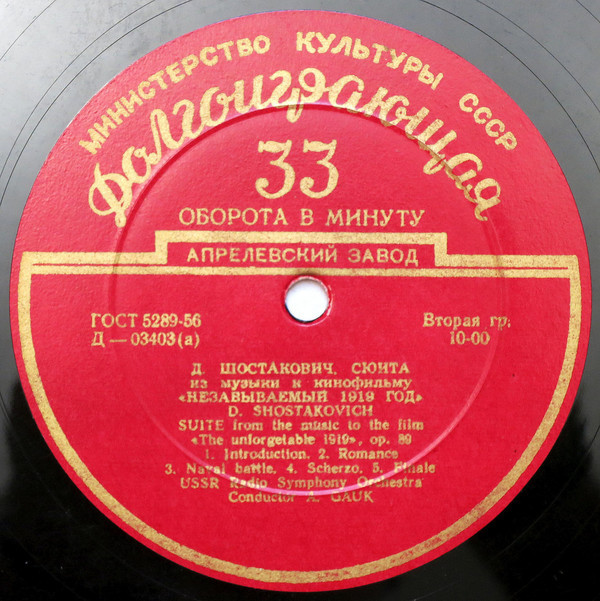 МИНИСТЕРСТВО КУЛЬТУРЫ СССР
Долгоиграющая
33
ОБОРОТА В МИНУТУ
АПРЕЛЕВСКИЙ ЗАВОД
ГОСТ 5289-56
Д — 03403(а)
Вторая гр.
10-00
Д. ШОСТАКОВИЧ. СЮИТА
из музыки к кинофильму
«НЕЗАБЫВАЕМЫЙ 1919 ГОД»
D. SHOSTAKOVICH
SUITE from the music to the film
«The unforgetable 1919», op. 89
1. Introduction. 2. Romance
3. Naval battle. 4. Scherzo. 5. Finale
USSR Radio Symphony Orchestra
Conductor A. GAUK